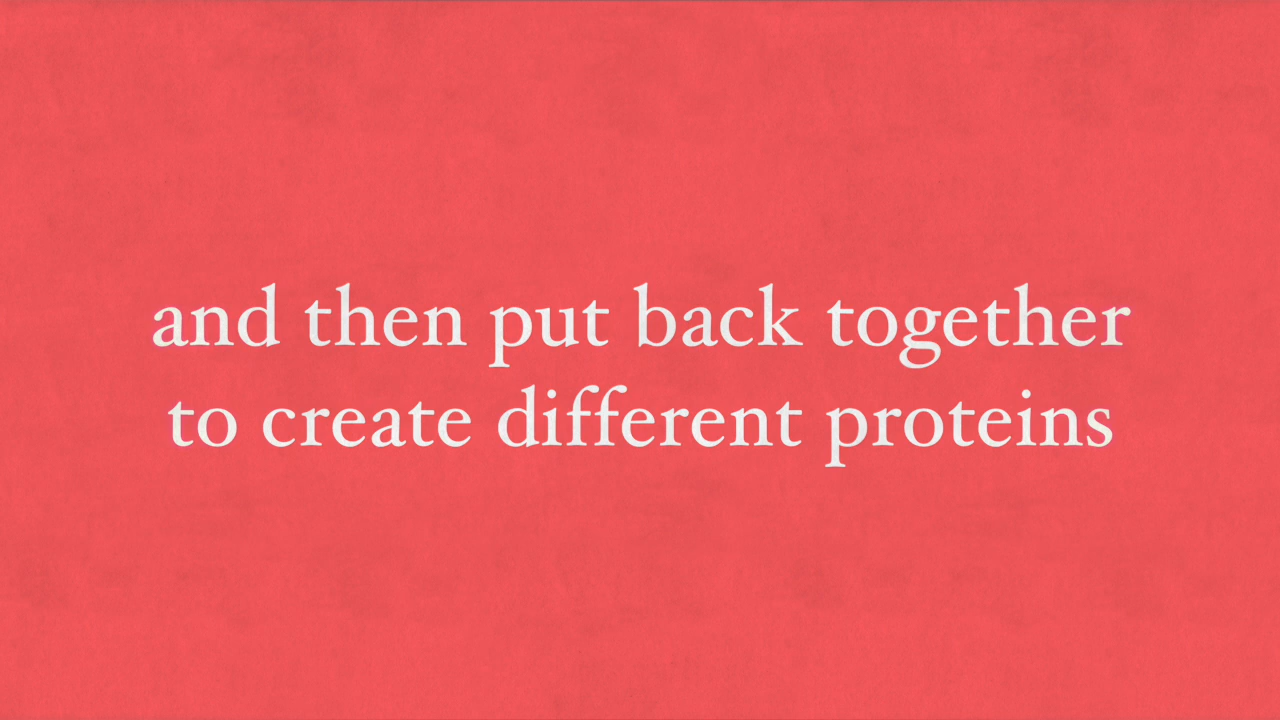 and then put back together
to create different proteins